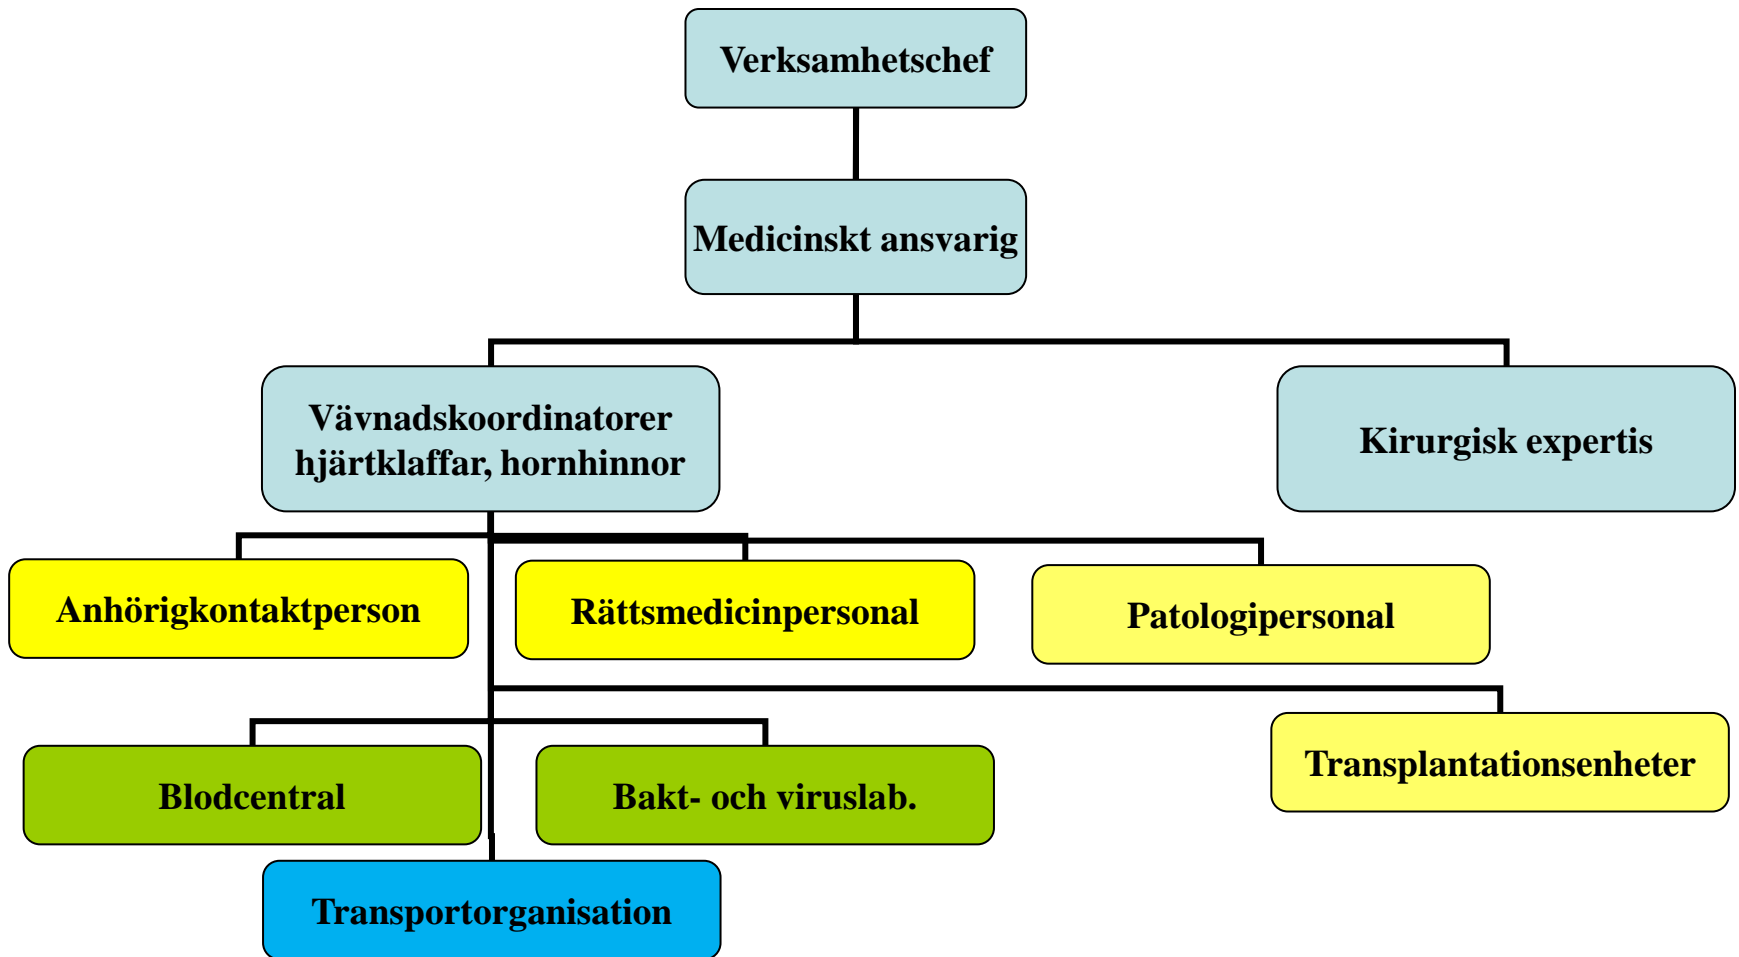 Verksamhetschef
Medicinskt ansvarig
Vävnadskoordinatorer
hjärtklaffar, hornhinnor
Kirurgisk expertis
Anhörigkontaktperson
Rättsmedicinpersonal
Patologipersonal
Transplantationsenheter
Blodcentral
Bakt- och viruslab.
Transportorganisation